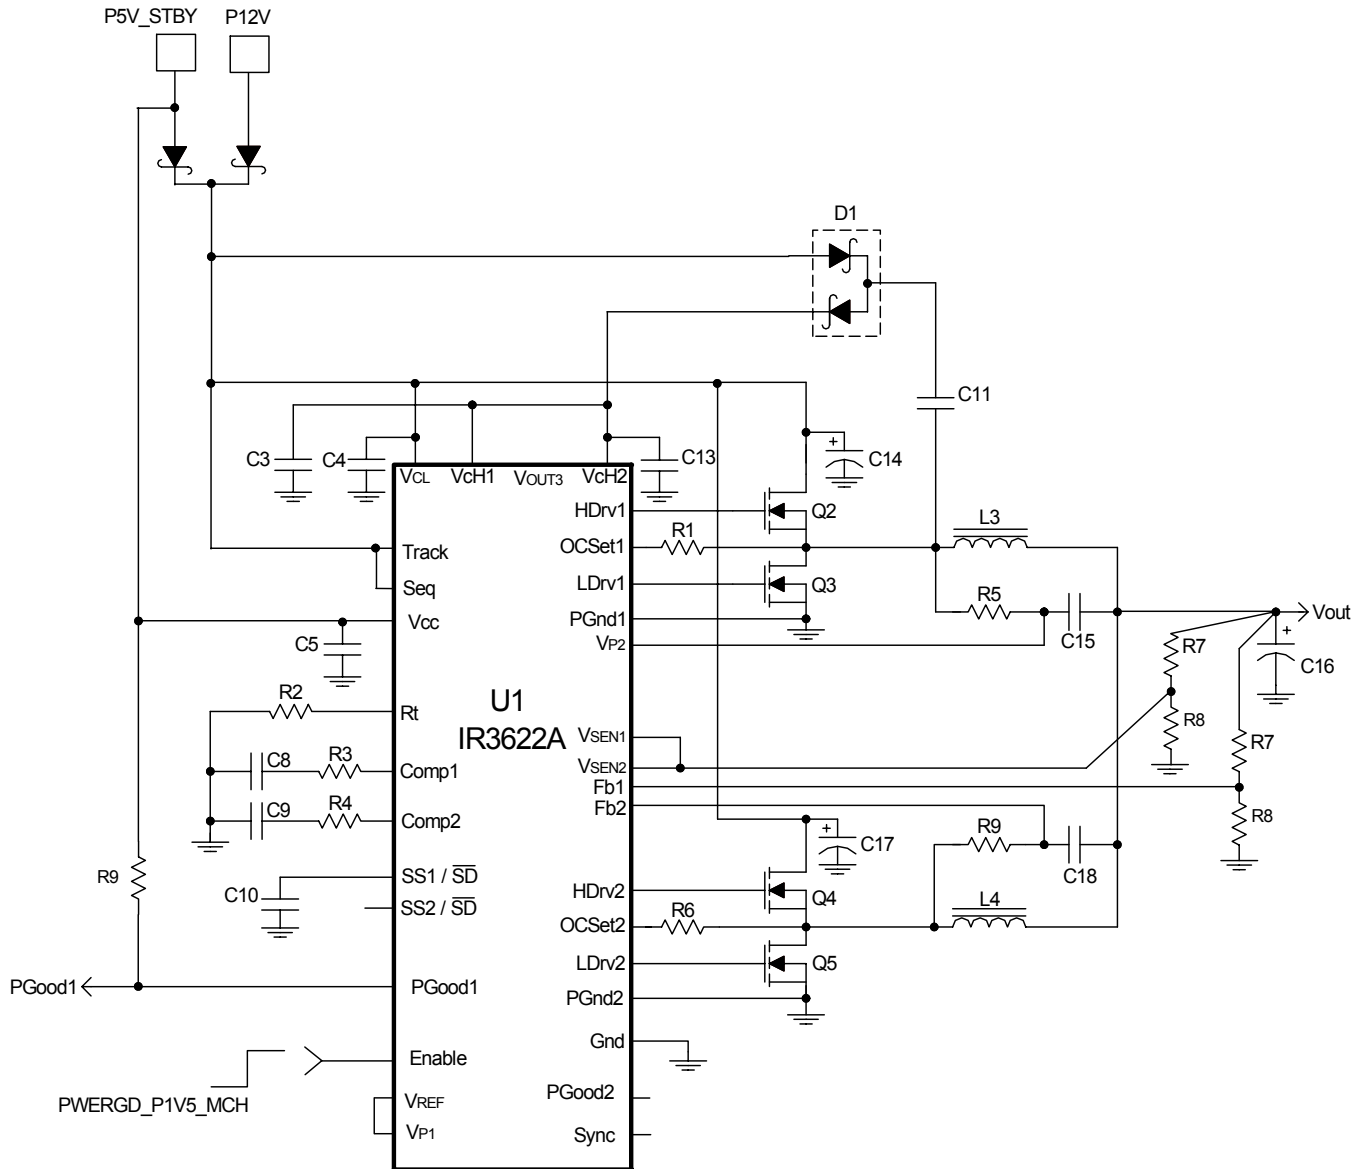 P5V_STBY P12V
D1
C11
C3 C4 C13 C14
VCL VcH1 VOUT3 VcH2
HDrv1 Q2
OCSet1 R1 L3
Track
Seq LDrv1 Q3
Vcc PGnd1 R5 C15 Vout
C5 VP2 R7 C16
R2 Rt U1 R8
IR3622A VSEN1 R7
C8 R3 Comp1 VSEN2
Fb1
C9 R4 Comp2 Fb2 R8
+ C17 R9 C18
R9 SS1 / SD
C10 SS2 / SD HDrv2 Q4
OCSet2 R6 L4
LDrv2 Q5
PGood1 PGood1 PGnd2
Gnd
Enable
PWERGD_P1V5_MCH VREF PGood2
VP1 Sync